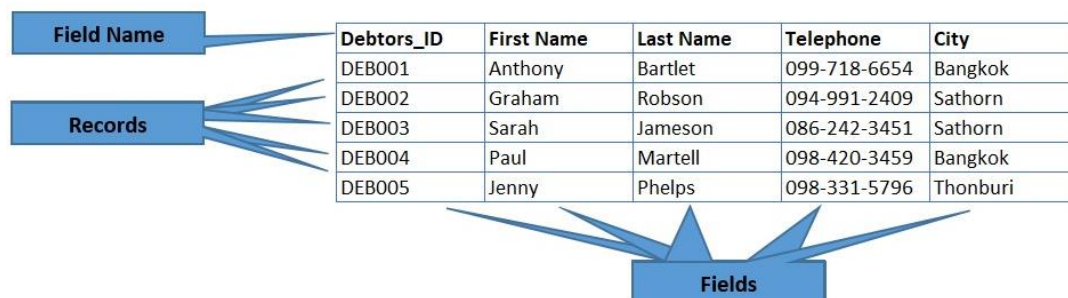 Field Name
Debtors_ID First Name Last Name Telephone City
DEB001 Anthony Bartlet 099-718-6654 Bangkok
DEB002 Graham Robson 094-991-2409 Sathorn
Records
DEB003 Sarah Jameson 086-242-3451 Sathorn
DEB004 Paul Martell 098-420-3459 Bangkok
DEB005 Jenny Phelps 098-331-5796 Thonburi
Fields